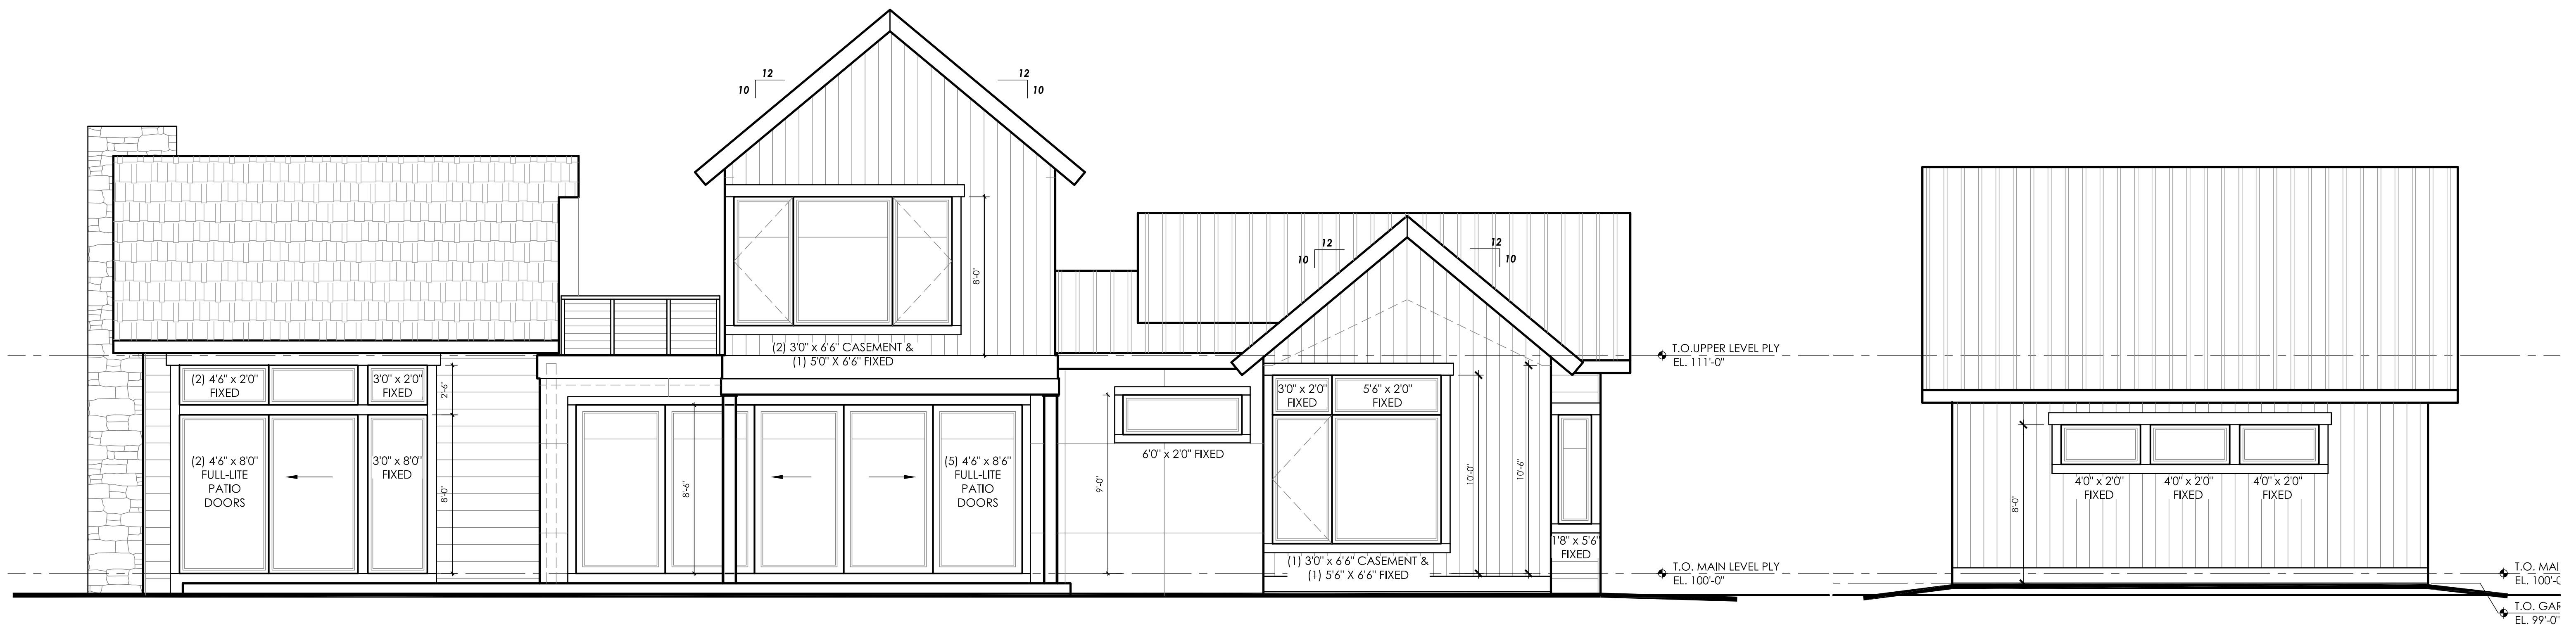 12
10
12
10
12
10
12
10
8'-0"
(2) 3'0" x 6'6" CASEMENT &
(1) 5'0" X 6'6" FIXED
T.O.UPPER LEVEL PLY
EL. 111'-0"
(2) 4'6" x 2'0"
FIXED
3'0" x 2'0"
FIXED
2'-6"
3'0" x 2'0"
FIXED
5'6" x 2'0"
FIXED
(2) 4'6" x 8'0"
FULL-LITE
PATIO
DOORS
3'0" x 8'0"
FIXED
8'-0"
8'-6"
(5) 4'6" x 8'6"
FULL-LITE
PATIO
DOORS
9'-0"
6'0" x 2'0" FIXED
10'-0"
10'-6"
1'8" x 5'6"
FIXED
(1) 3'0" x 6'6" CASEMENT &
(1) 5'6" X 6'6" FIXED
T.O. MAIN LEVEL PLY
EL. 100'-0"
8'-0"
4'0" x 2'0"
FIXED
4'0" x 2'0"
FIXED
4'0" x 2'0"
FIXED
T.O. MAI
EL. 100'-0
T.O. GAR
EL. 99'-0"